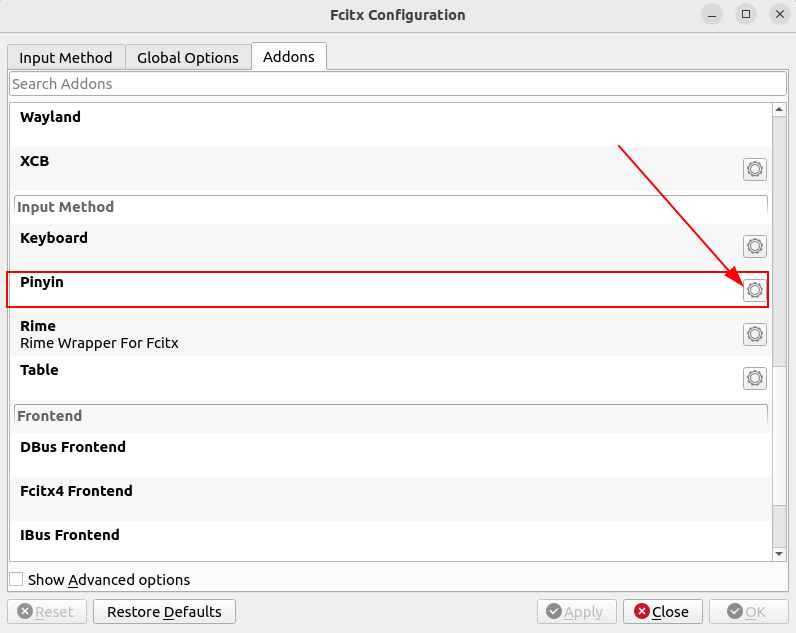 Fcitx Configuration
Input Method
Global Options
Addons
Search Addons
Wayland
XCB
Input Method
Keyboard
Pinyin
Rime
Rime Wrapper For Fcitx
Table
Frontend
DBus Frontend
Fcitx4 Frontend
IBus Frontend
Show Advanced options
Reset
Restore Defaults
Apply
Close
OK